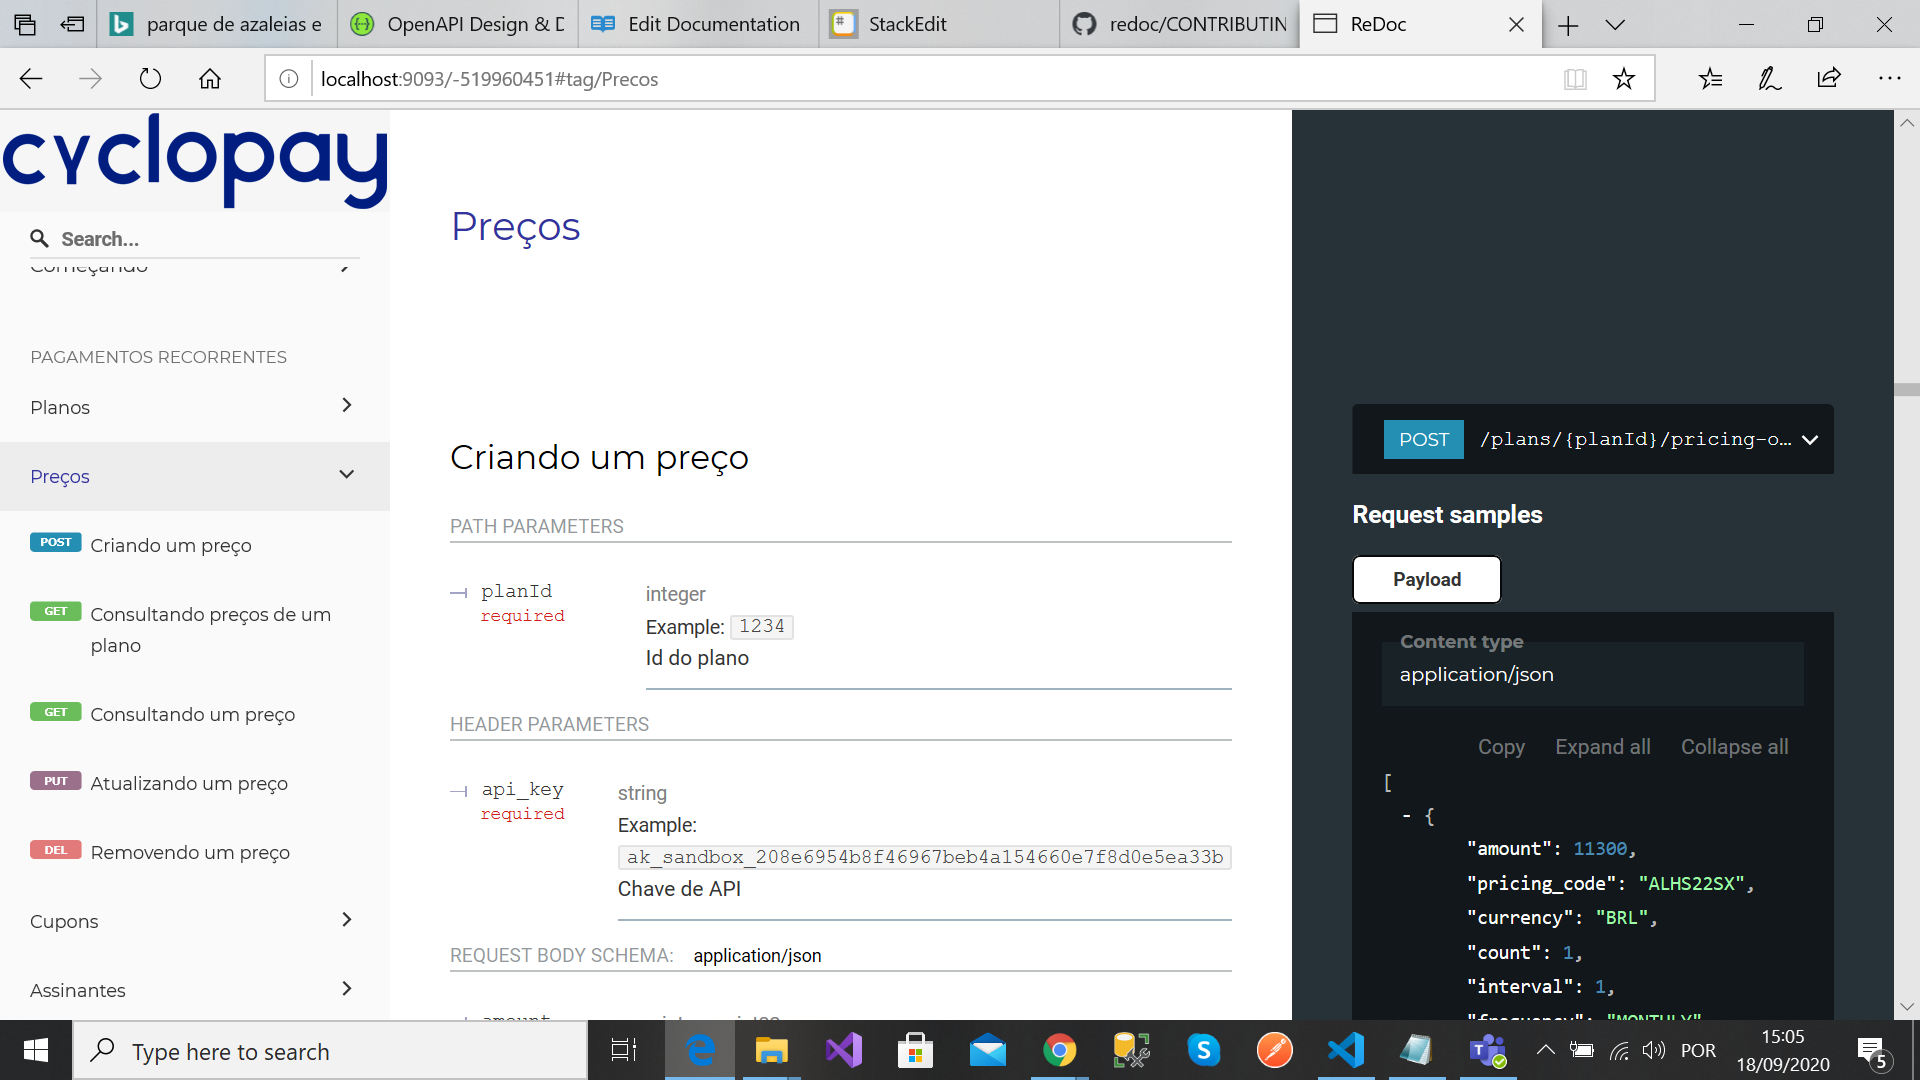 parque de azaleias e
OpenAPI Design & D
Edit Documentation
StackEdit
redoc/CONTRIBUTIN
ReDoc
localhost:9093/-519960451#tag/Precos
cyclopay
Search...
Começando
PAGAMENTOS RECORRENTES
Planos
Preços
POST Criando um preço
GET Consultando preços de um
plano
GET Consultando um preço
PUT Atualizando um preço
DEL Removendo um preço
Cupons
Assinantes
Preços
Criando um preço
PATH PARAMETERS
planId
required
integer
Example: 1234
Id do plano
HEADER PARAMETERS
api_key
required
string
Example:
ak_sandbox_208e6954b8f46967beb4a154660e7f8d0e5ea33b
Chave de API
REQUEST BODY SCHEMA: application/json
amount
POST /plans/{planId}/pricing-o…
Request samples
Payload
Content type
application/json
Copy Expand all Collapse all
[
- {
"amount": 11300,
"pricing_code": "ALHS22SX",
"currency": "BRL",
"count": 1,
"interval": 1,
"frequency": "MONTHLY"
Type here to search
POR
15:05
18/09/2020
5